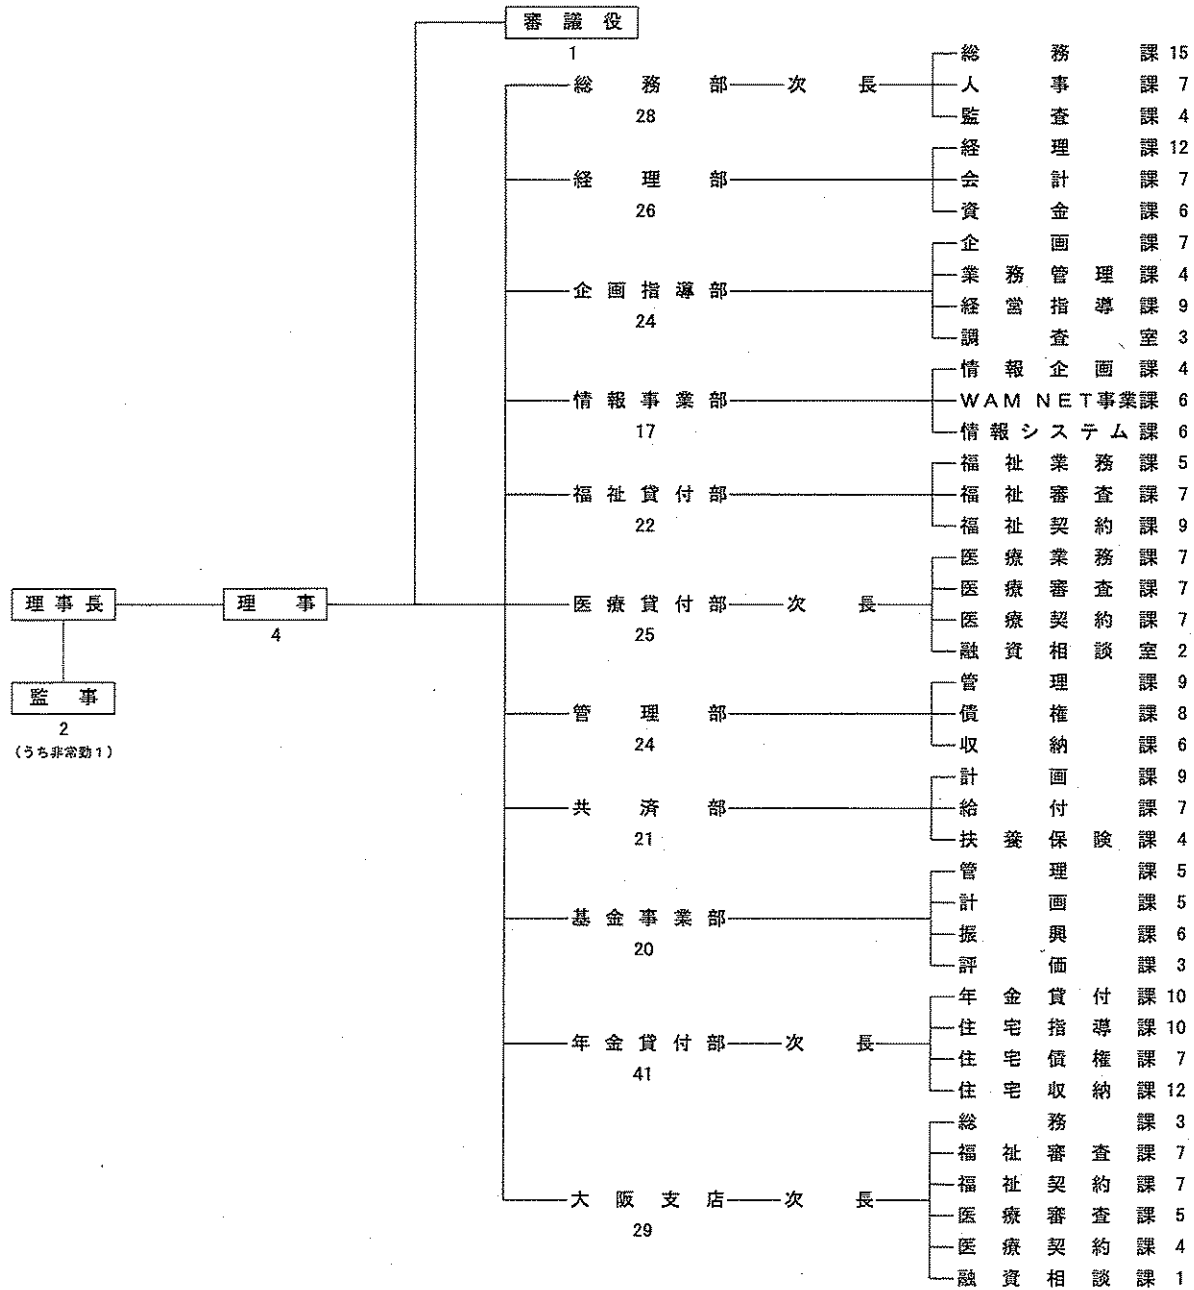 審議役
1
総務部 次長
28
総務課 15
人事課 7
監査課 4
経理部
26
経理課 12
会計課 7
資金課 6
企画指導部
24
企画課 7
業務管理課 4
経営指導課 9
調査室 3
情報事業部
17
情報企画課 4
WAM NET事業課 6
情報システム課 6
福祉貸付部
22
福祉業務課 5
福祉審査課 7
福祉契約課 9
理事長
理事
4
監事
2
(うち非常勤1)
医療貸付部 次長
25
医療業務課 7
医療審査課 7
医療契約課 7
融資相談室 2
管理部
24
管理課 9
債権課 8
収納課 6
共済部
21
計画課 9
給付課 7
扶養保険課 4
基金事業部
20
管理課 5
計画課 5
振興課 6
評価課 3
年金貸付部 次長
41
年金貸付課 10
住宅指導課 10
住宅債権課 7
住宅収納課 12
大阪支店 次長
29
総務課 3
福祉審査課 7
福祉契約課 7
医療審査課 5
医療契約課 4
融資相談課 1